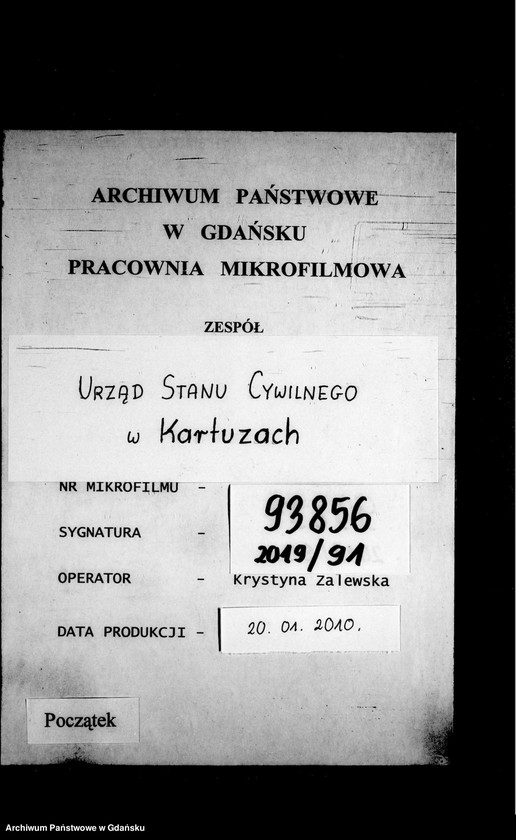 ARCHIWUM PAŃSTWOWE
W GDAŃSKU
PRACOWNIA MIKROFILMOWA
ZESPÓŁ
URZĄD STANU CYWILNEGO
w Kartuzach
NR MIKROFILMU - 93856
SYGNATURA - 2019/91
OPERATOR - Krystyna Zalewska
DATA PRODUKCJI - 20. 01. 2010.
Początek
Archiwum Państwowe w Gdańsku